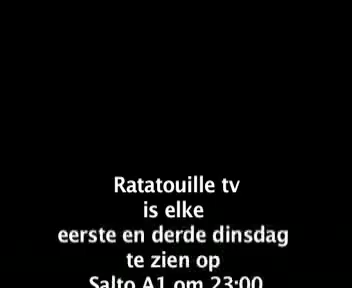 Ratatouille tv
is elke
eerste en derde dinsdag
te zien op
Salto A1 om 23:00